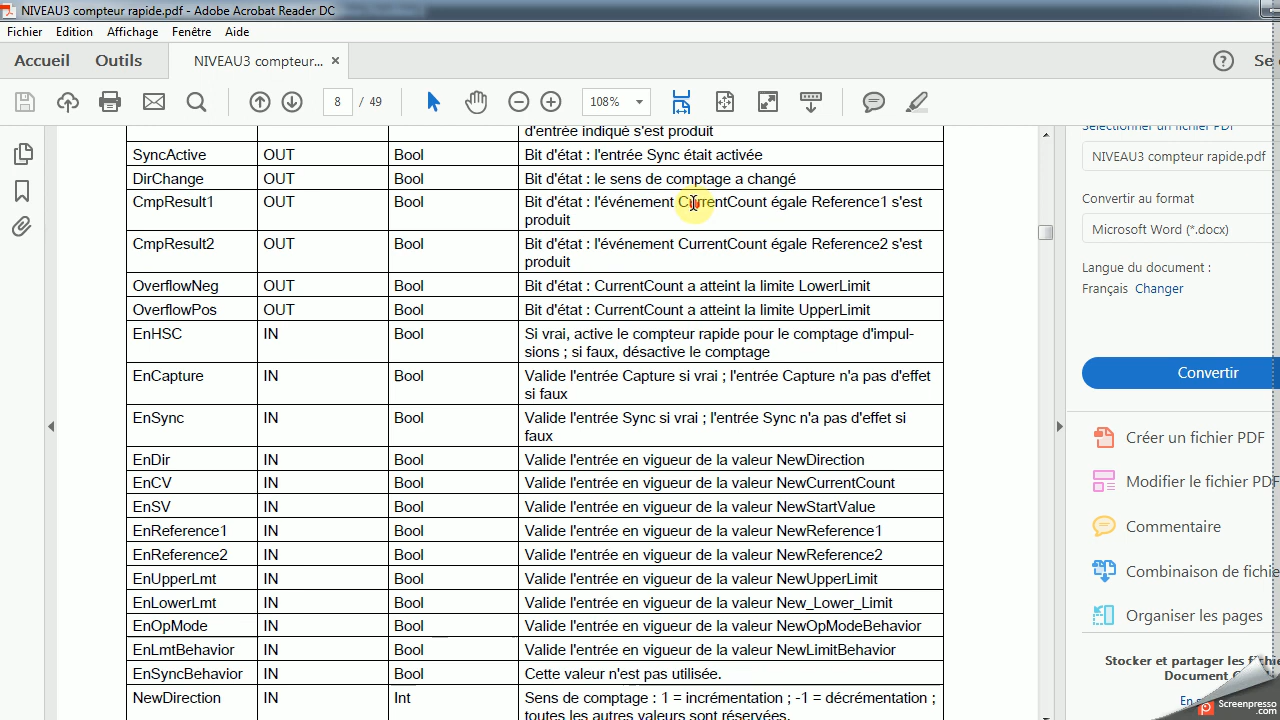 NIVEAU3 compteur rapide.pdf - Adobe Acrobat Reader DC
Fichier Edition Affichage Fenêtre Aide
Accueil Outils NIVEAU3 compteur... × ? Se
8 / 49 108%
d'entrée indiqué s'est produit
SyncActive OUT Bool Bit d'état : l'entrée Sync était activée
DirChange OUT Bool Bit d'état : le sens de comptage a changé
CmpResult1 OUT Bool Bit d'état : l'événement CurrentCount égale Reference1 s'est
produit
CmpResult2 OUT Bool Bit d'état : l'événement CurrentCount égale Reference2 s'est
produit
OverflowNeg OUT Bool Bit d'état : CurrentCount a atteint la limite LowerLimit
OverflowPos OUT Bool Bit d'état : CurrentCount a atteint la limite UpperLimit
EnHSC IN Bool Si vrai, active le compteur rapide pour le comptage d'impul-
sions ; si faux, désactive le comptage
EnCapture IN Bool Valide l'entrée Capture si vrai ; l'entrée Capture n'a pas d'effet
si faux
EnSync IN Bool Valide l'entrée Sync si vrai ; l'entrée Sync n'a pas d'effet si
faux
EnDir IN Bool Valide l'entrée en vigueur de la valeur NewDirection
EnCV IN Bool Valide l'entrée en vigueur de la valeur NewCurrentCount
EnSV IN Bool Valide l'entrée en vigueur de la valeur NewStartValue
EnReference1 IN Bool Valide l'entrée en vigueur de la valeur NewReference1
EnReference2 IN Bool Valide l'entrée en vigueur de la valeur NewReference2
EnUpperLmt IN Bool Valide l'entrée en vigueur de la valeur NewUpperLimit
EnLowerLmt IN Bool Valide l'entrée en vigueur de la valeur New_Lower_Limit
EnOpMode IN Bool Valide l'entrée en vigueur de la valeur NewOpModeBehavior
EnLmtBehavior IN Bool Valide l'entrée en vigueur de la valeur NewLimitBehavior
EnSyncBehavior IN Bool Cette valeur n'est pas utilisée.
NewDirection IN Int Sens de comptage : 1 = incrémentation ; -1 = décrémentation ;
toutes les autres valeurs sont réservées.
Sélectionner un fichier PDF
NIVEAU3 compteur rapide.pdf
Convertir au format
Microsoft Word (*.docx)
Langue du document :
Français Changer
Convertir
Créer un fichier PDF
Modifier le fichier PDF
Commentaire
Combinaison de fichie
Organiser les pages
Stocker et partager les fichie
Document
En
Screenpresso
.com